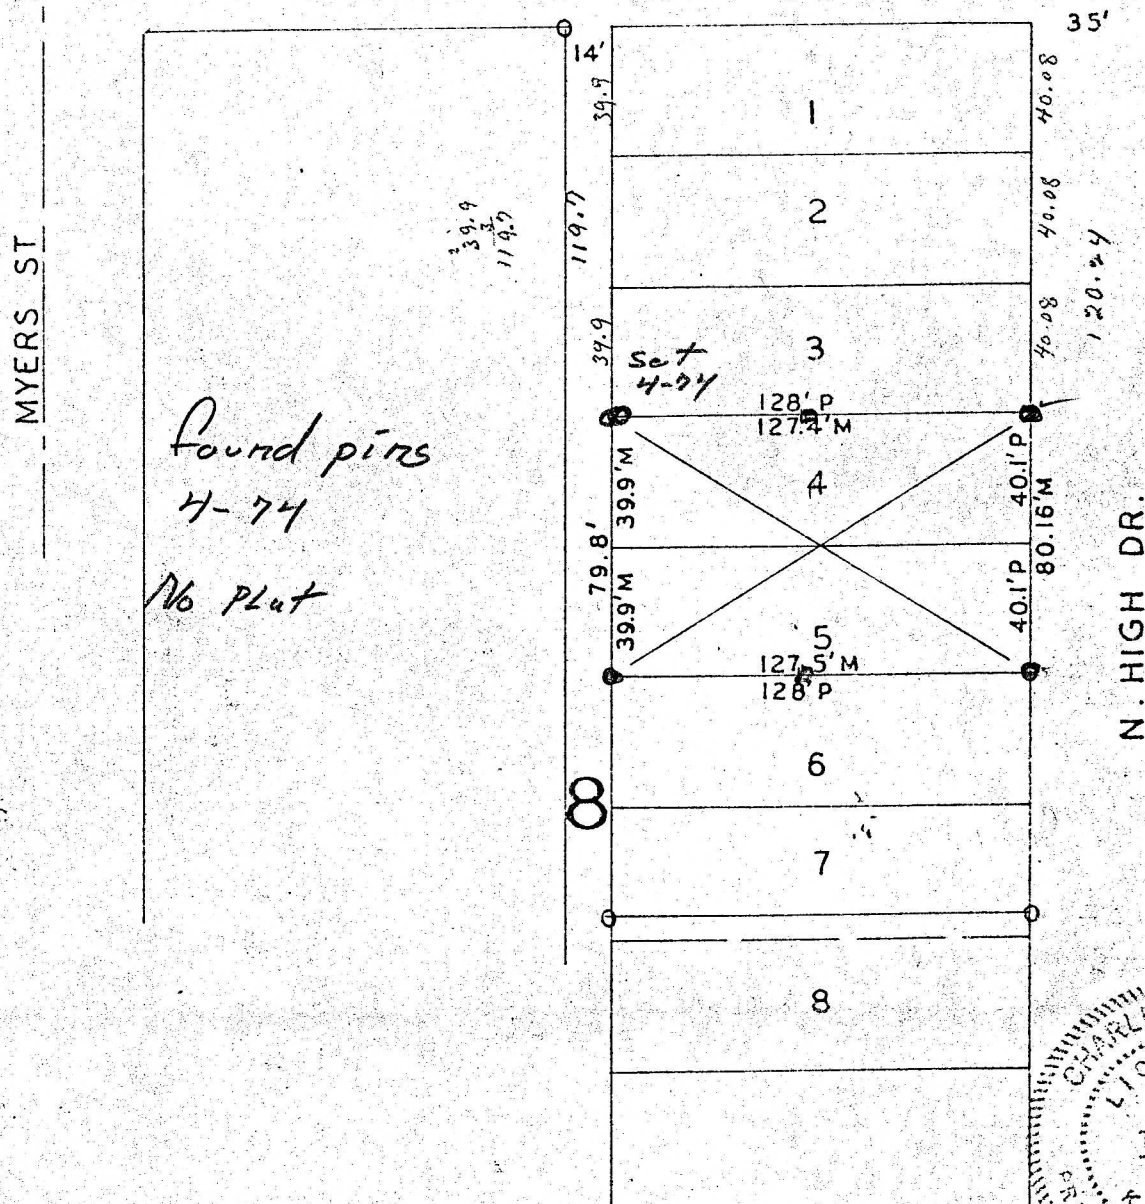 35'
14'
39.9
40.08
1
2
40.08
MYERS ST
2
39.9
3
119.7
119.7
120.24
39.9
3
40.08
set
4-74
128' P
127.4' M
found pins
4-74
No Plat
39.9' M
4
40.1' P
79.8'
80.16' M
39.9' M
5
40.1' P
127.5' M
128' P
N. HIGH DR.
6
8
7
8